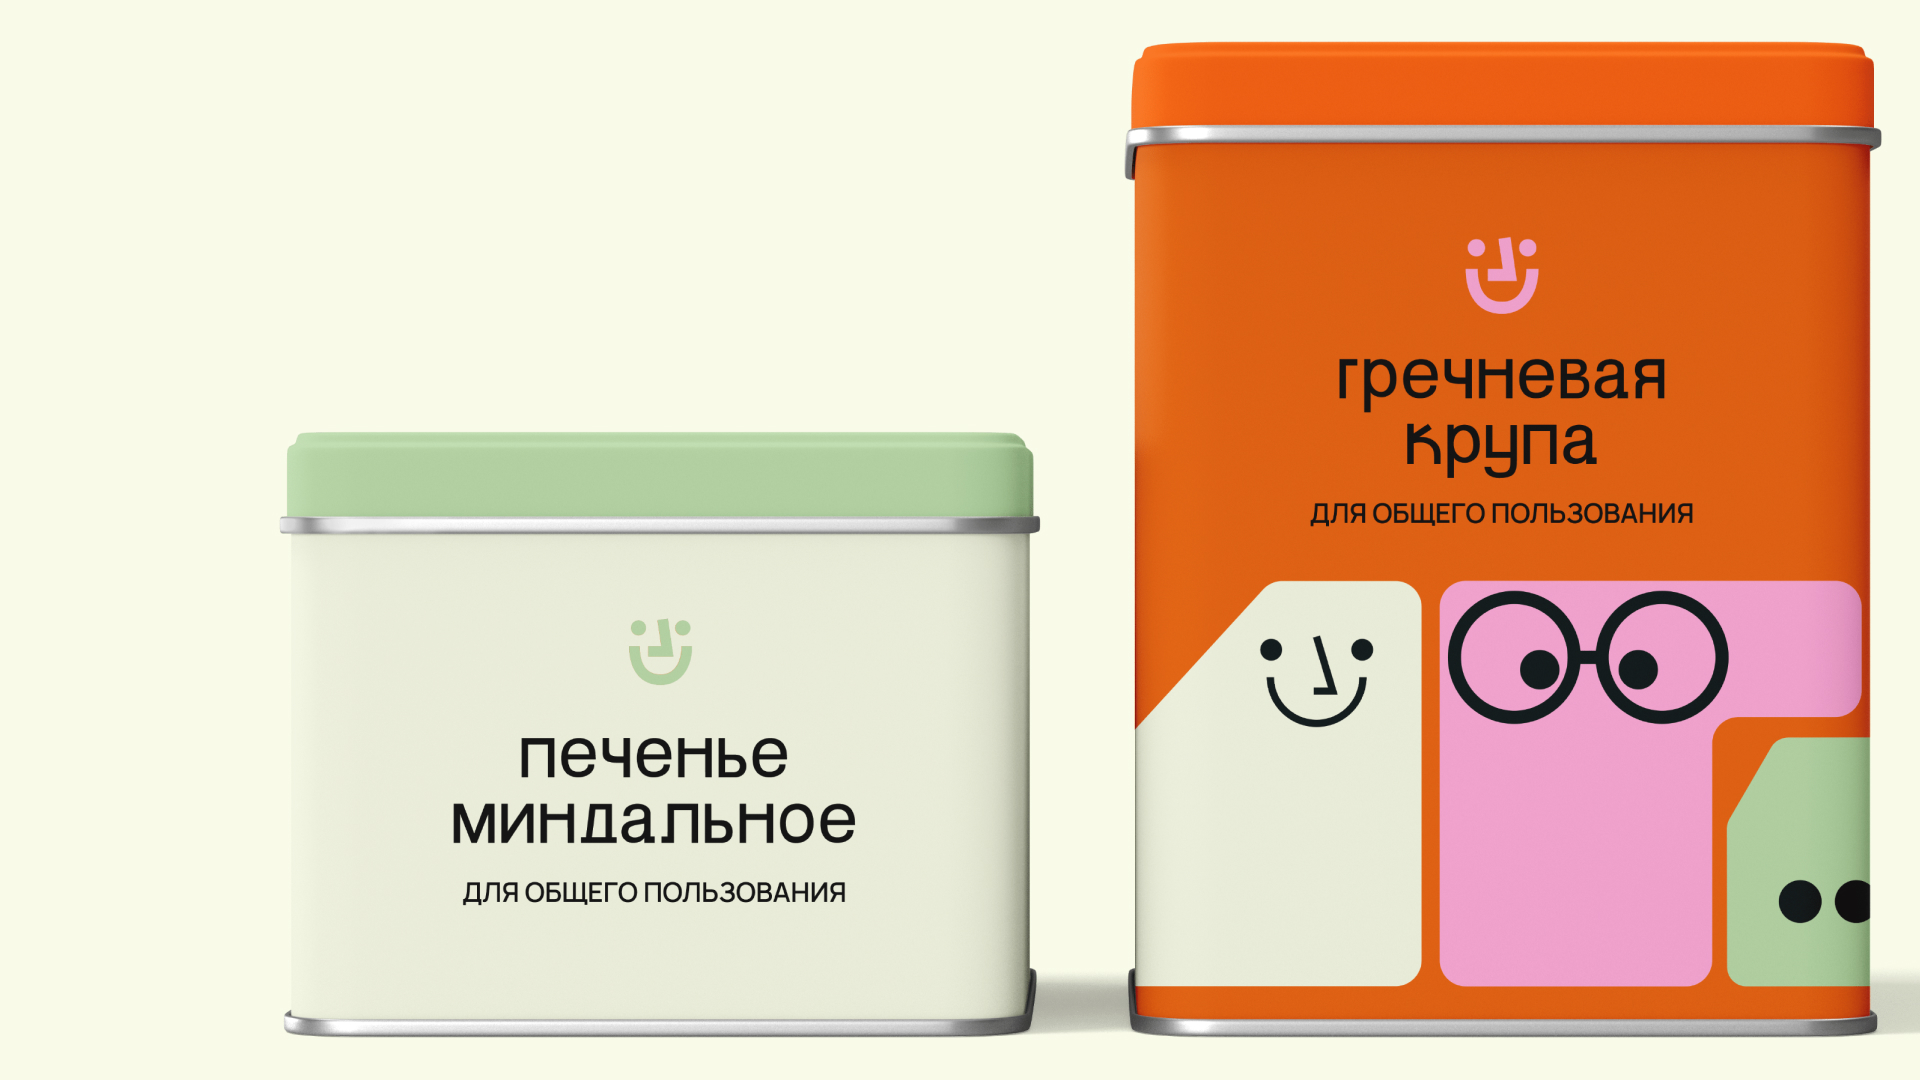 печенье
миндальное
ДЛЯ ОБЩЕГО ПОЛЬЗОВАНИЯ
гречневая
крупа
ДЛЯ ОБЩЕГО ПОЛЬЗОВАНИЯ